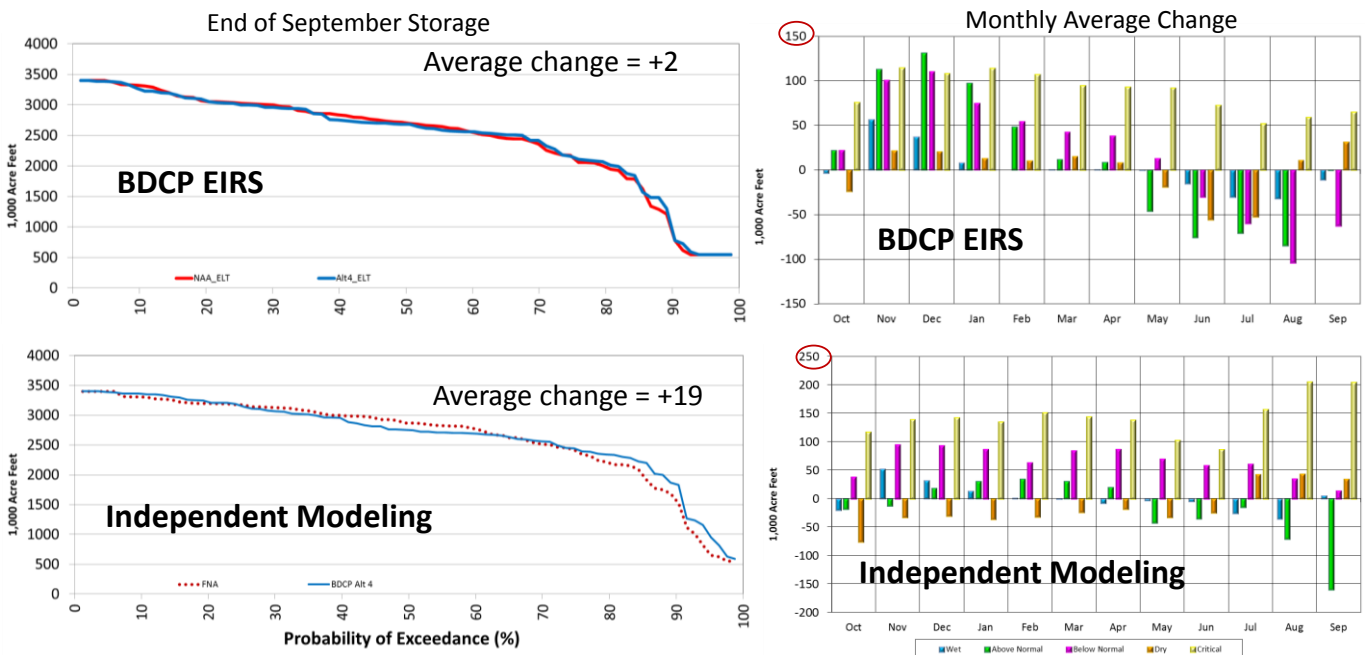 End of September Storage
Average change = +2
4000
3500
3000
2500
2000
1500
1000
500
0
1,000 Acre Feet
BDCP EIRS
NAA_ELT Alt4_ELT
0 10 20 30 40 50 60 70 80 90 100
Monthly Average Change
150
100
50
0
-50
-100
-150
1,000 Acre Feet
BDCP EIRS
Oct Nov Dec Jan Feb Mar Apr May Jun Jul Aug Sep
4000
3500
3000
2500
2000
1500
1000
500
0
1,000 Acre Feet
Average change = +19
Independent Modeling
FNA BDCP Alt 4
0 10 20 30 40 50 60 70 80 90 100
Probability of Exceedance (%)
250
200
150
100
50
0
-50
-100
-150
-200
1,000 Acre Feet
Independent Modeling
Oct Nov Dec Jan Feb Mar Apr May Jun Jul Aug Sep
Wet Above Normal Below Normal Dry Critical